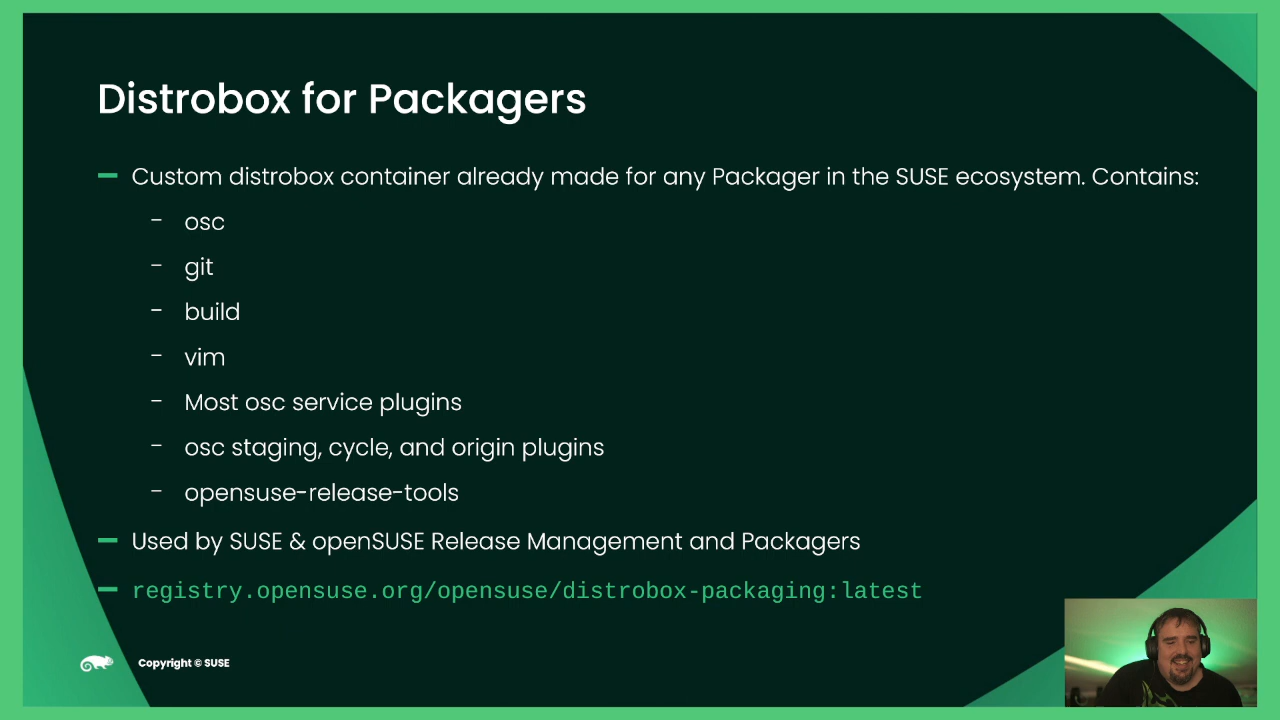 Distrobox for Packagers
Custom distrobox container already made for any Packager in the SUSE ecosystem. Contains:
- osc
- git
- build
- vim
- Most osc service plugins
- osc staging, cycle, and origin plugins
- opensuse-release-tools
Used by SUSE & openSUSE Release Management and Packagers
registry.opensuse.org/opensuse/distrobox-packaging:latest
Copyright © SUSE